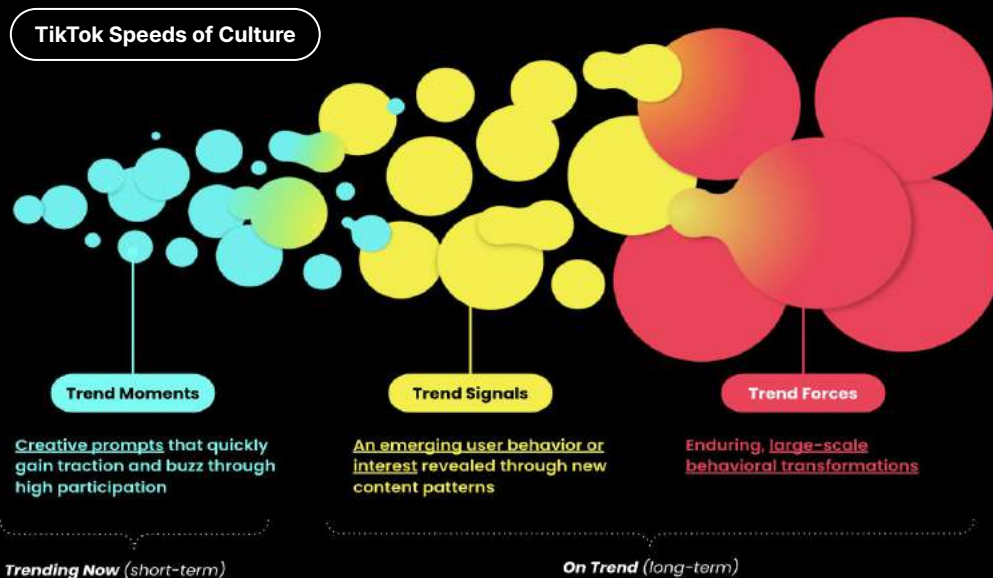 TikTok Speeds of Culture
Trend Moments
Creative prompts that quickly
gain traction and buzz through
high participation
Trend Signals
An emerging user behavior or
interest revealed through new
content patterns
Trend Forces
Enduring, large-scale
behavioral transformations
Trending Now (short-term)
On Trend (long-term)